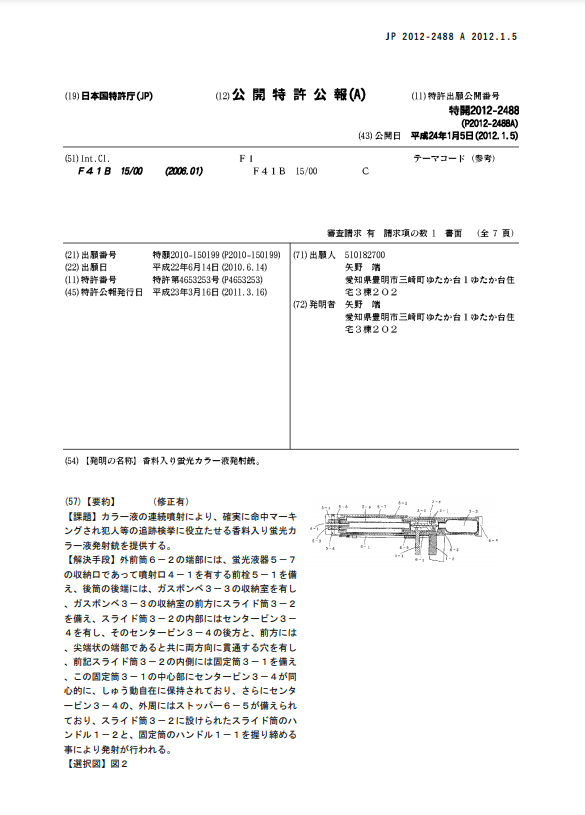 JP 2012-2488 A 2012.1.5
(19)日本国特許庁(JP)
(12)公開特許公報(A)
(11)特許出願公開番号
特開2012-2488
(P2012-2488A)
(43)公開日 平成24年1月5日(2012.1.5)
(51)Int.Cl. F I テーマコード(参考)
F41B 15/00 (2006.01) F41B 15/00 C
審査請求 有 請求項の数1 書面 (全7頁)
(21)出願番号 特願2010-150199(P2010-150199)
(22)出願日 平成22年6月14日(2010.6.14)
(11)特許番号 特許第4653253号(P4653253)
(45)特許公報発行日 平成23年3月16日(2011.3.16)
(71)出願人 510182700
矢野 端
愛知県豊明市三崎町ゆたか台1ゆたか台住
宅3棟202
(72)発明者 矢野 端
愛知県豊明市三崎町ゆたか台1ゆたか台住
宅3棟202
(54)【発明の名称】香料入り蛍光カラー液発射銃。
(57)【要約】 (修正有)
【課題】カラー液の連続噴射により、確実に命中マーキ
ングされ犯人等の追跡検挙に役立たせる香料入り蛍光カ
ラー液発射銃を提供する。
【解決手段】外前筒6-2の端部には、蛍光液器5-7
の収納口であって噴射口4-1を有する前栓5-1を備
え、後筒の後端には、ガスボンベ3-3の収納室を有し
、ガスボンベ3-3の収納室の前方にスライド筒3-2
を備え、スライド筒3-2の内部にはセンターピン3-
4を有し、そのセンターピン3-4の後方と、前方には
、尖端状の端部であると共に両方向に貫通する穴を有し
、前記スライド筒3-2の内側には固定筒3-1を備え
、この固定筒3-1の中心部にセンターピン3-4が同
心的に、しゅう動自在に保持されており、さらにセンタ
ーピン3-4の、外周にはストッパー6-5が備えられ
ており、スライド筒3-2に設けられたスライド筒のハ
ンドル1-2と、固定筒のハンドル1-1を握り締める
事により発射が行われる。
【選択図】図2